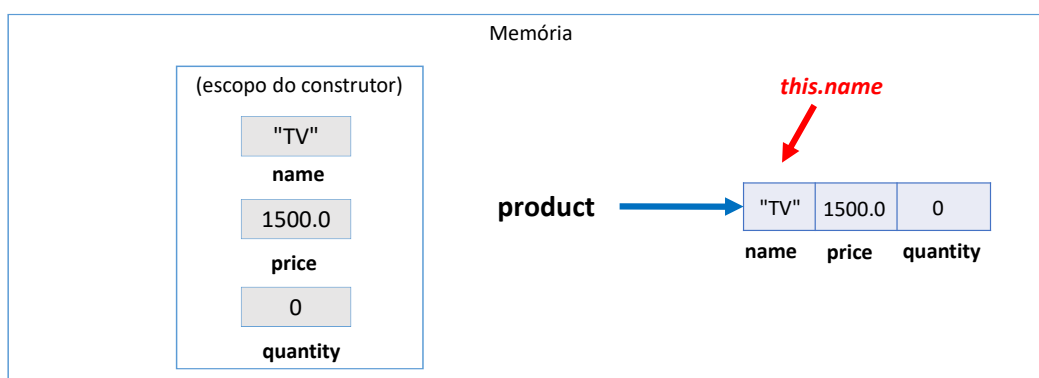 Memória
(escopo do construtor)
"TV"
name
1500.0
price
0
quantity
this.name
product
"TV" 1500.0 0
name price quantity